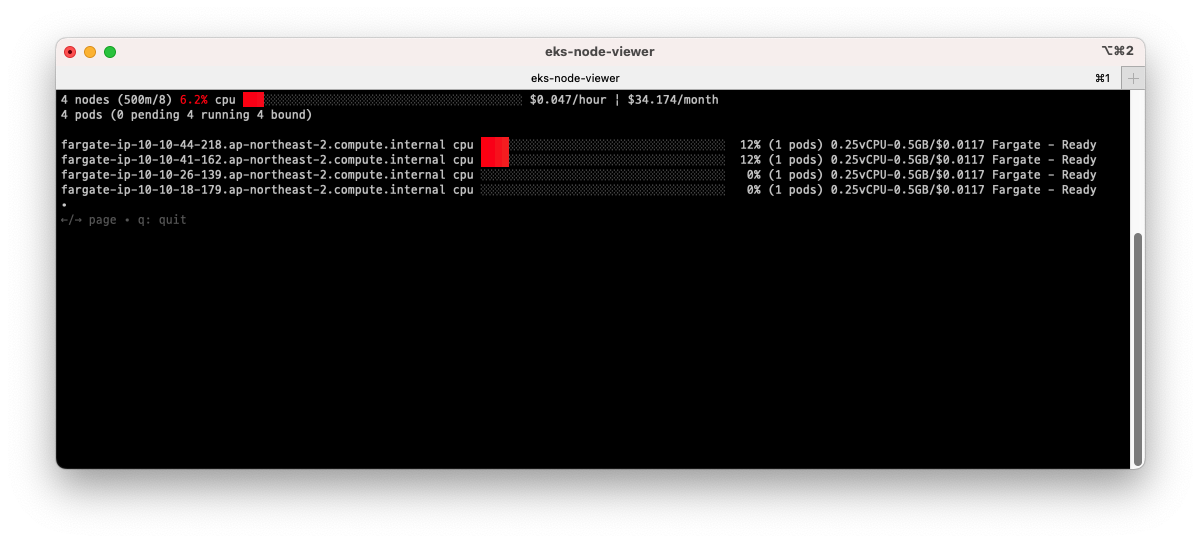 eks-node-viewer
⌥⌘2
eks-node-viewer
⌘1
4 nodes (500m/8) 6.2% cpu $0.047/hour | $34.174/month
4 pods (0 pending 4 running 4 bound)
fargate-ip-10-10-44-218.ap-northeast-2.compute.internal cpu 12% (1 pods) 0.25vCPU-0.5GB/$0.0117 Fargate - Ready
fargate-ip-10-10-41-162.ap-northeast-2.compute.internal cpu 12% (1 pods) 0.25vCPU-0.5GB/$0.0117 Fargate - Ready
fargate-ip-10-10-26-139.ap-northeast-2.compute.internal cpu 0% (1 pods) 0.25vCPU-0.5GB/$0.0117 Fargate - Ready
fargate-ip-10-10-18-179.ap-northeast-2.compute.internal cpu 0% (1 pods) 0.25vCPU-0.5GB/$0.0117 Fargate - Ready
•
←/→ page • q: quit